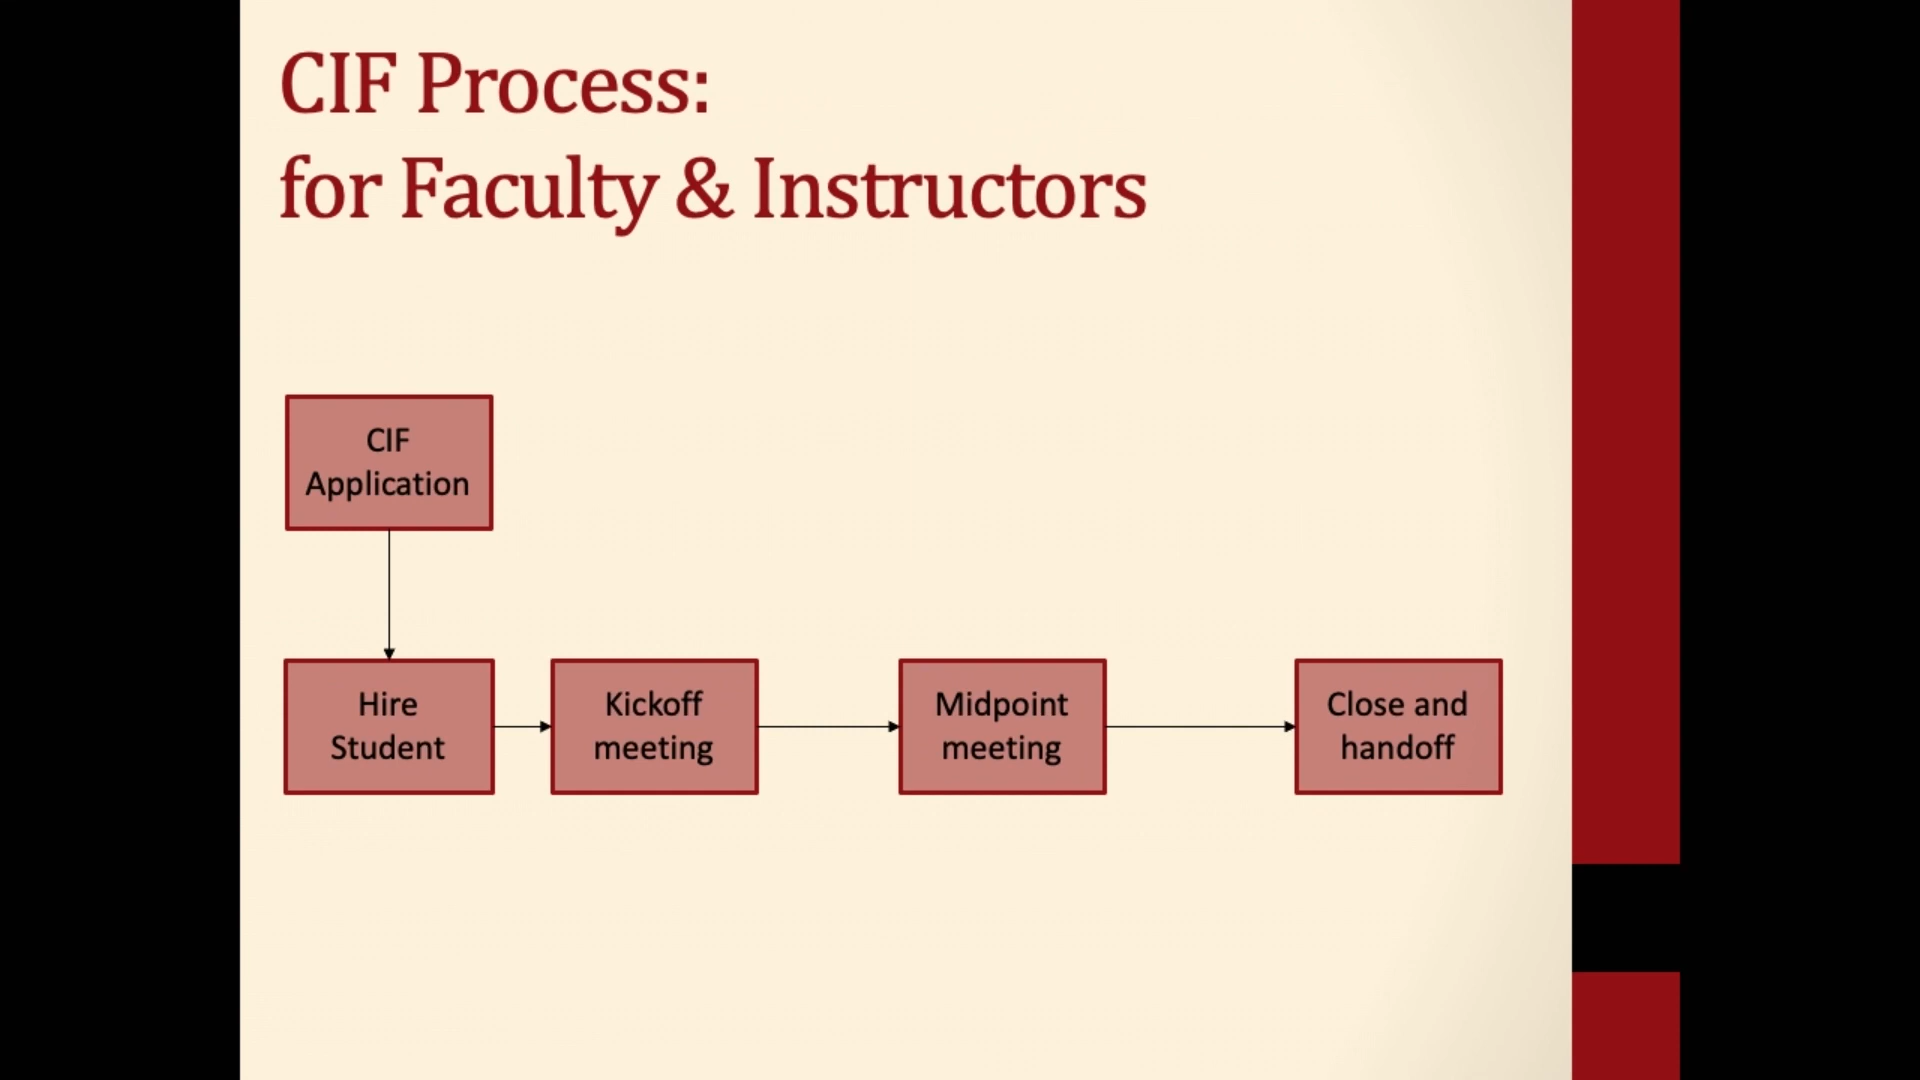 CIF Process:
for Faculty & Instructors
CIF
Application
Hire
Student
Kickoff
meeting
Midpoint
meeting
Close and
handoff